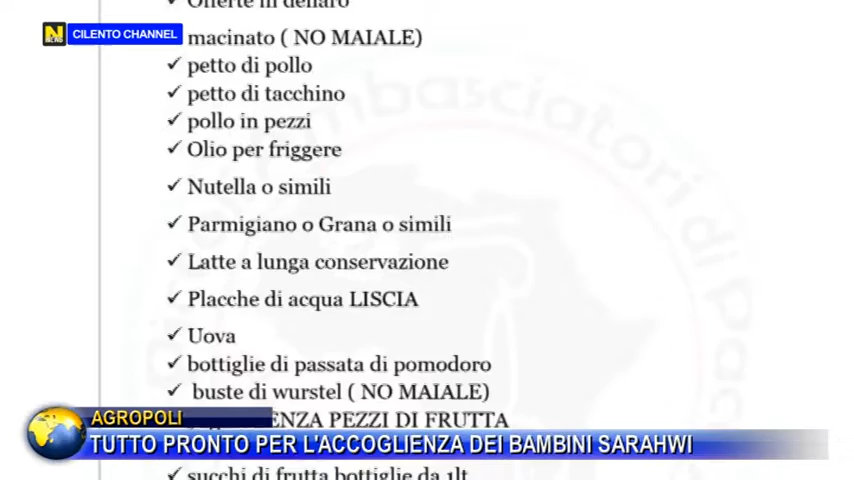 Offerte in denaro
CILENTO CHANNEL
macinato ( NO MAIALE)
petto di pollo
petto di tacchino
pollo in pezzi
Olio per friggere
Nutella o simili
Parmigiano o Grana o simili
Latte a lunga conservazione
Placche di acqua LISCIA
Uova
bottiglie di passata di pomodoro
buste di wurstel ( NO MAIALE)
AGROPOLI
ENZA PEZZI DI FRUTTA
TUTTO PRONTO PER L'ACCOGLIENZA DEI BAMBINI SARAHWI
succhi di frutta bottiglie da 1lt